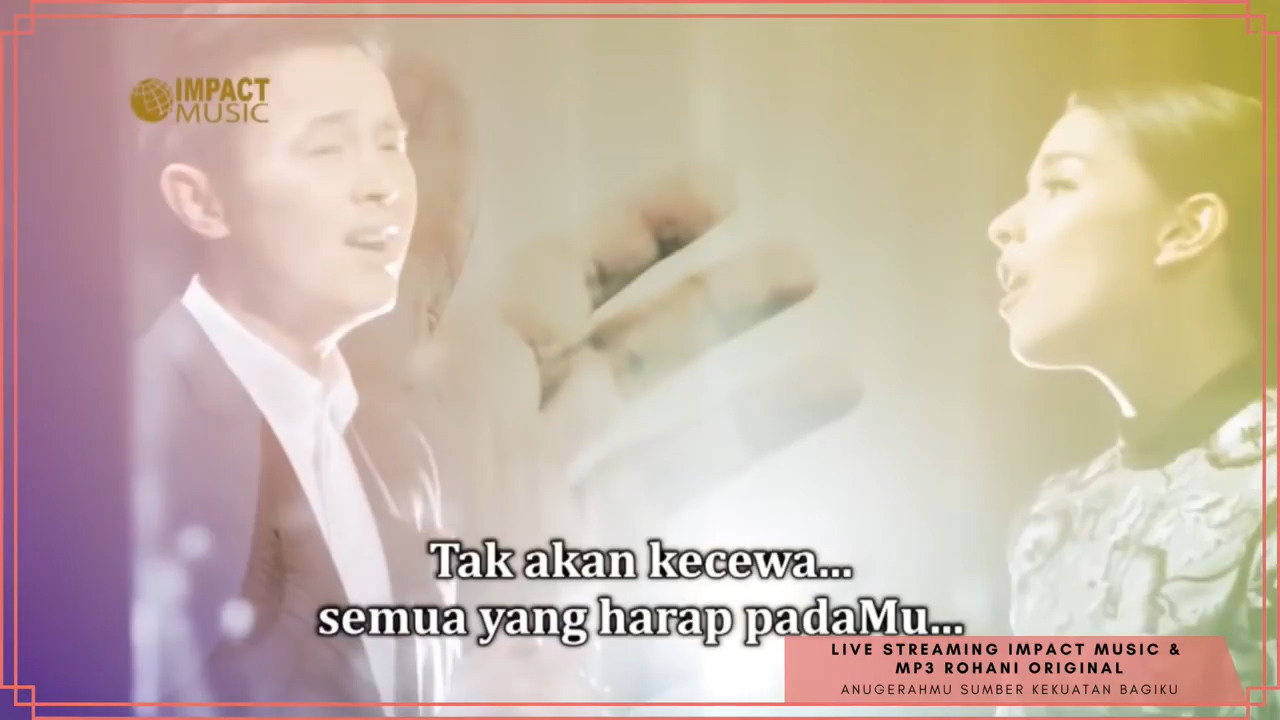 IMPACT
MUSIC
Tak akan kecewa...
semua yang harap padaMu...
LIVE STREAMING IMPACT MUSIC &
MP3 ROHANI ORIGINAL
ANUGERAHMU SUMBER KEKUATAN BAGIKU